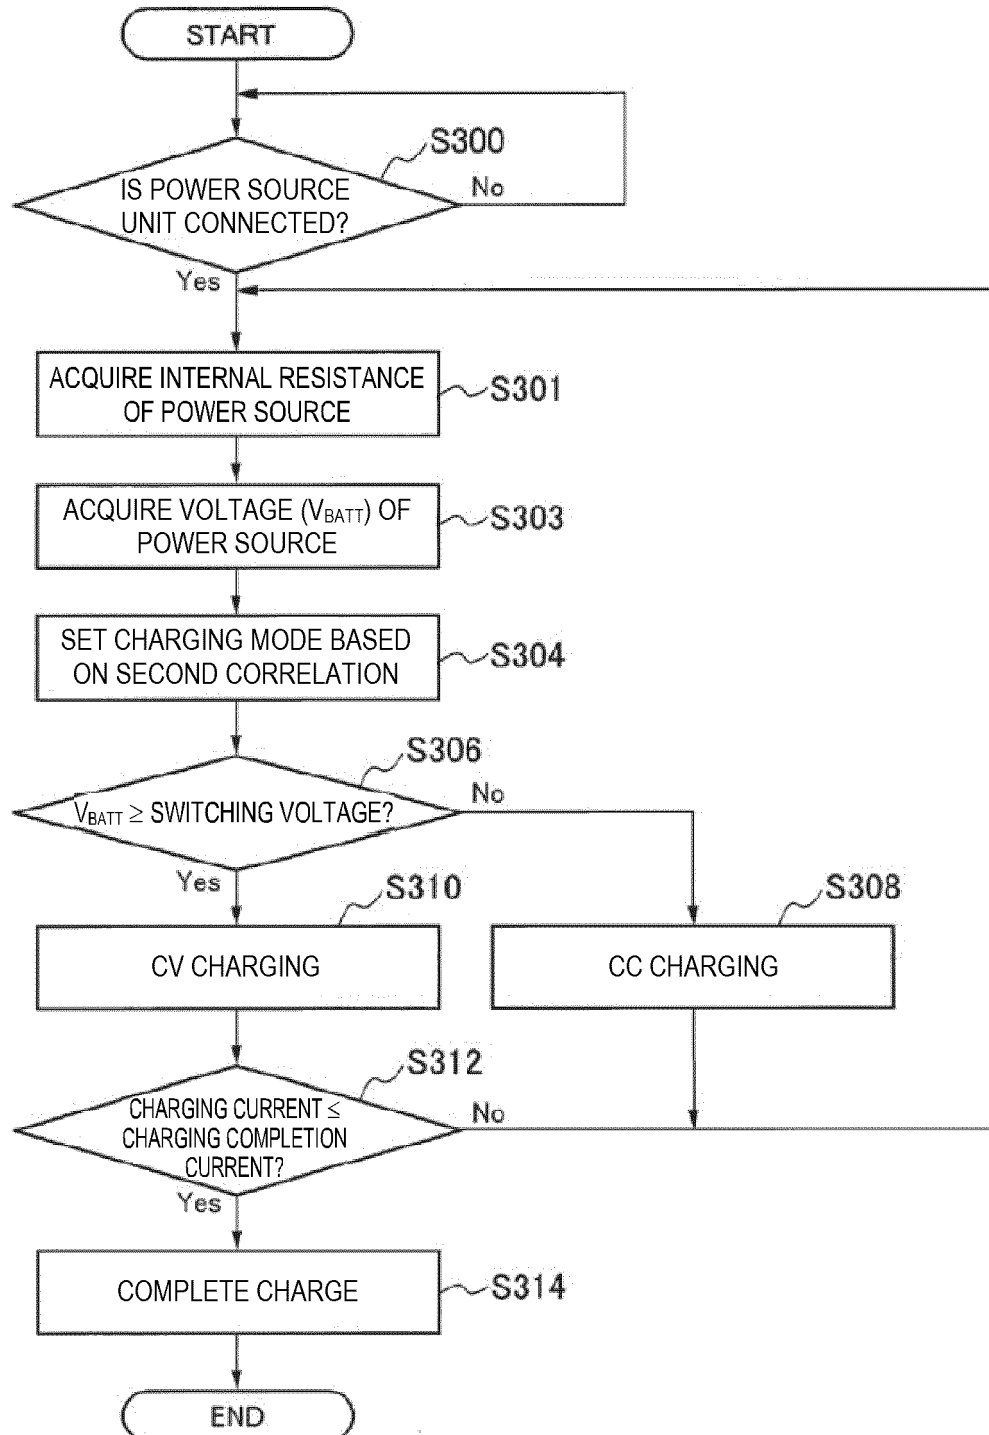 START
S300
IS POWER SOURCE
UNIT CONNECTED?
No
Yes
ACQUIRE INTERNAL RESISTANCE
OF POWER SOURCE
S301
ACQUIRE VOLTAGE (VBATT) OF
POWER SOURCE
S303
SET CHARGING MODE BASED
ON SECOND CORRELATION
S304
S306
VBATT ≥ SWITCHING VOLTAGE?
No
Yes
S310
CV CHARGING
S308
CC CHARGING
S312
CHARGING CURRENT ≤
CHARGING COMPLETION
CURRENT?
No
Yes
COMPLETE CHARGE
S314
END